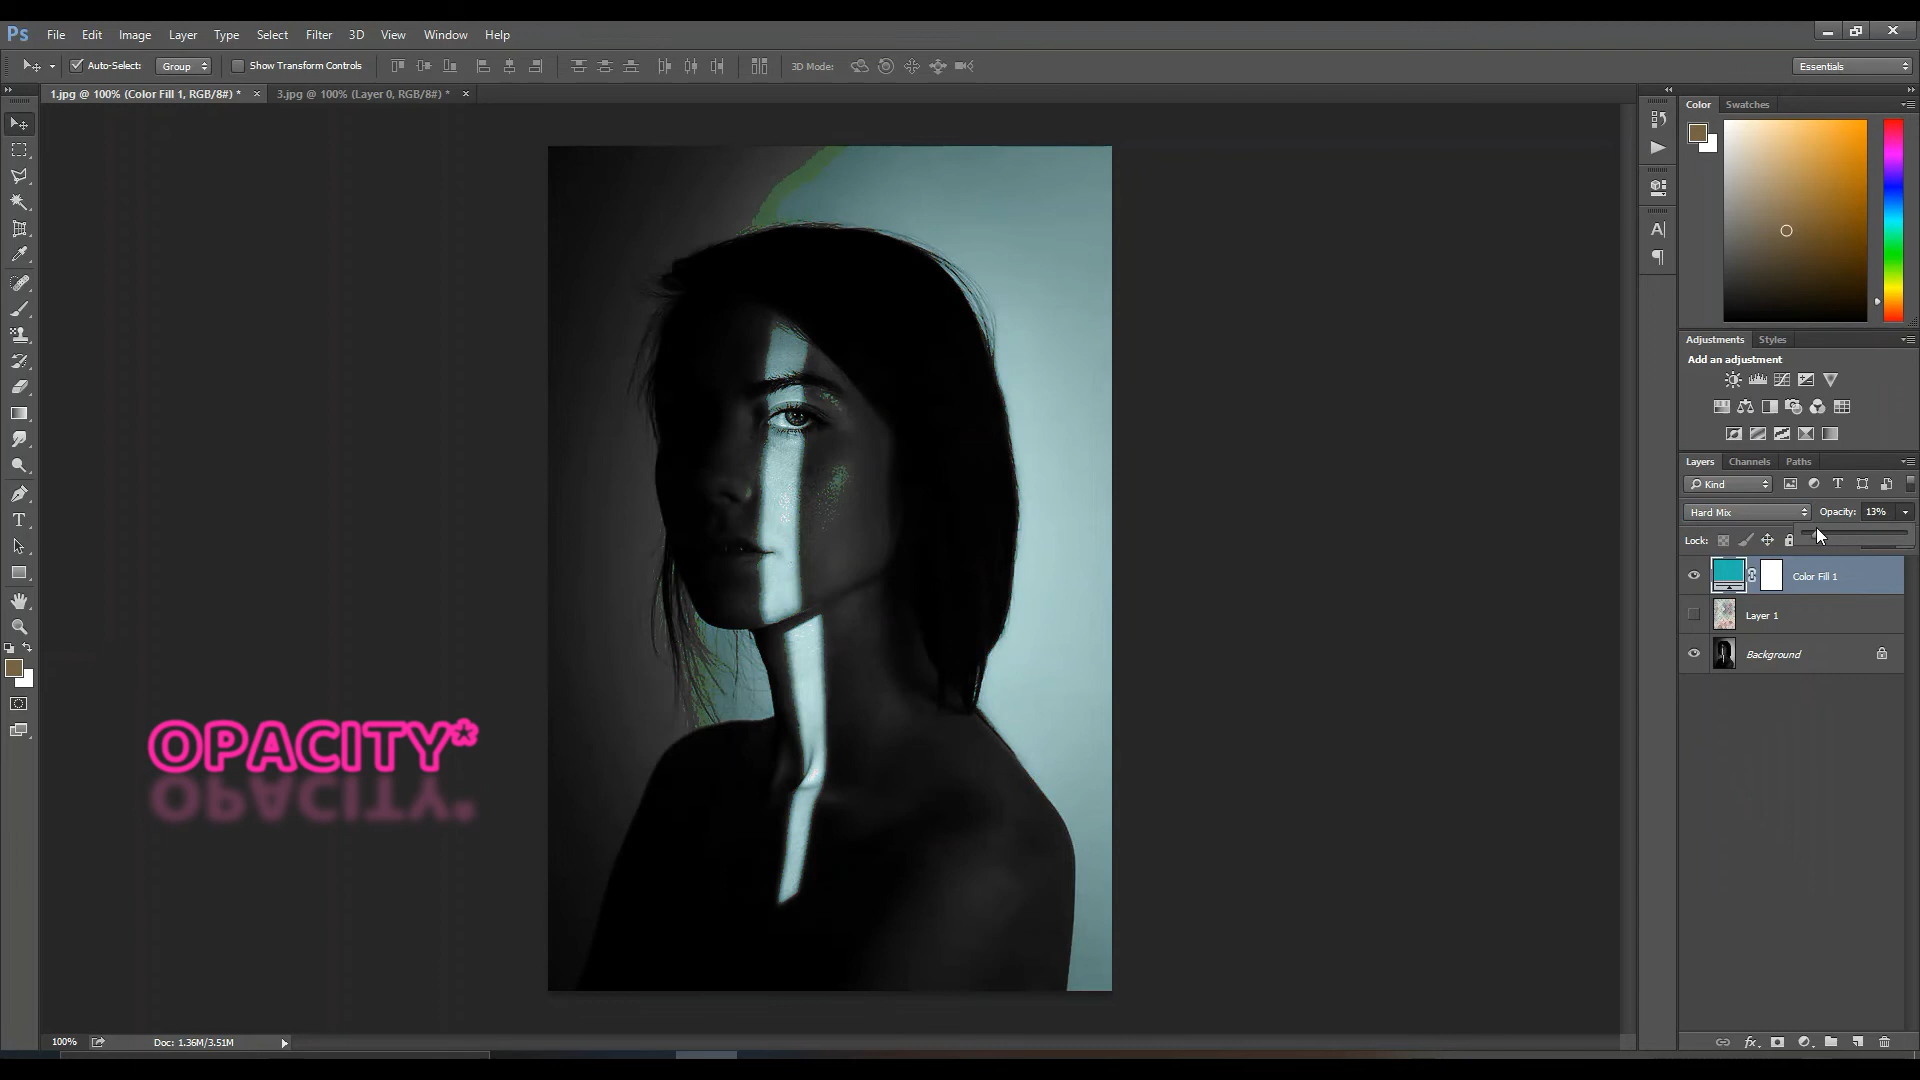 Ps File Edit Image Layer Type Select Filter 3D View Window Help
Auto-Select: Group Show Transform Controls 3D Mode: Essentials
1.jpg @ 100% (Color Fill 1, RGB/8#) * × 3.jpg @ 100% (Layer 0, RGB/8#) * ×
Color Swatches
Adjustments Styles
Add an adjustment
Layers Channels Paths
Kind
Hard Mix Opacity: 13%
Lock:
Color Fill 1
Layer 1
Background
OPACITY*
OPACITY*
100% Doc: 1.36M/3.51M